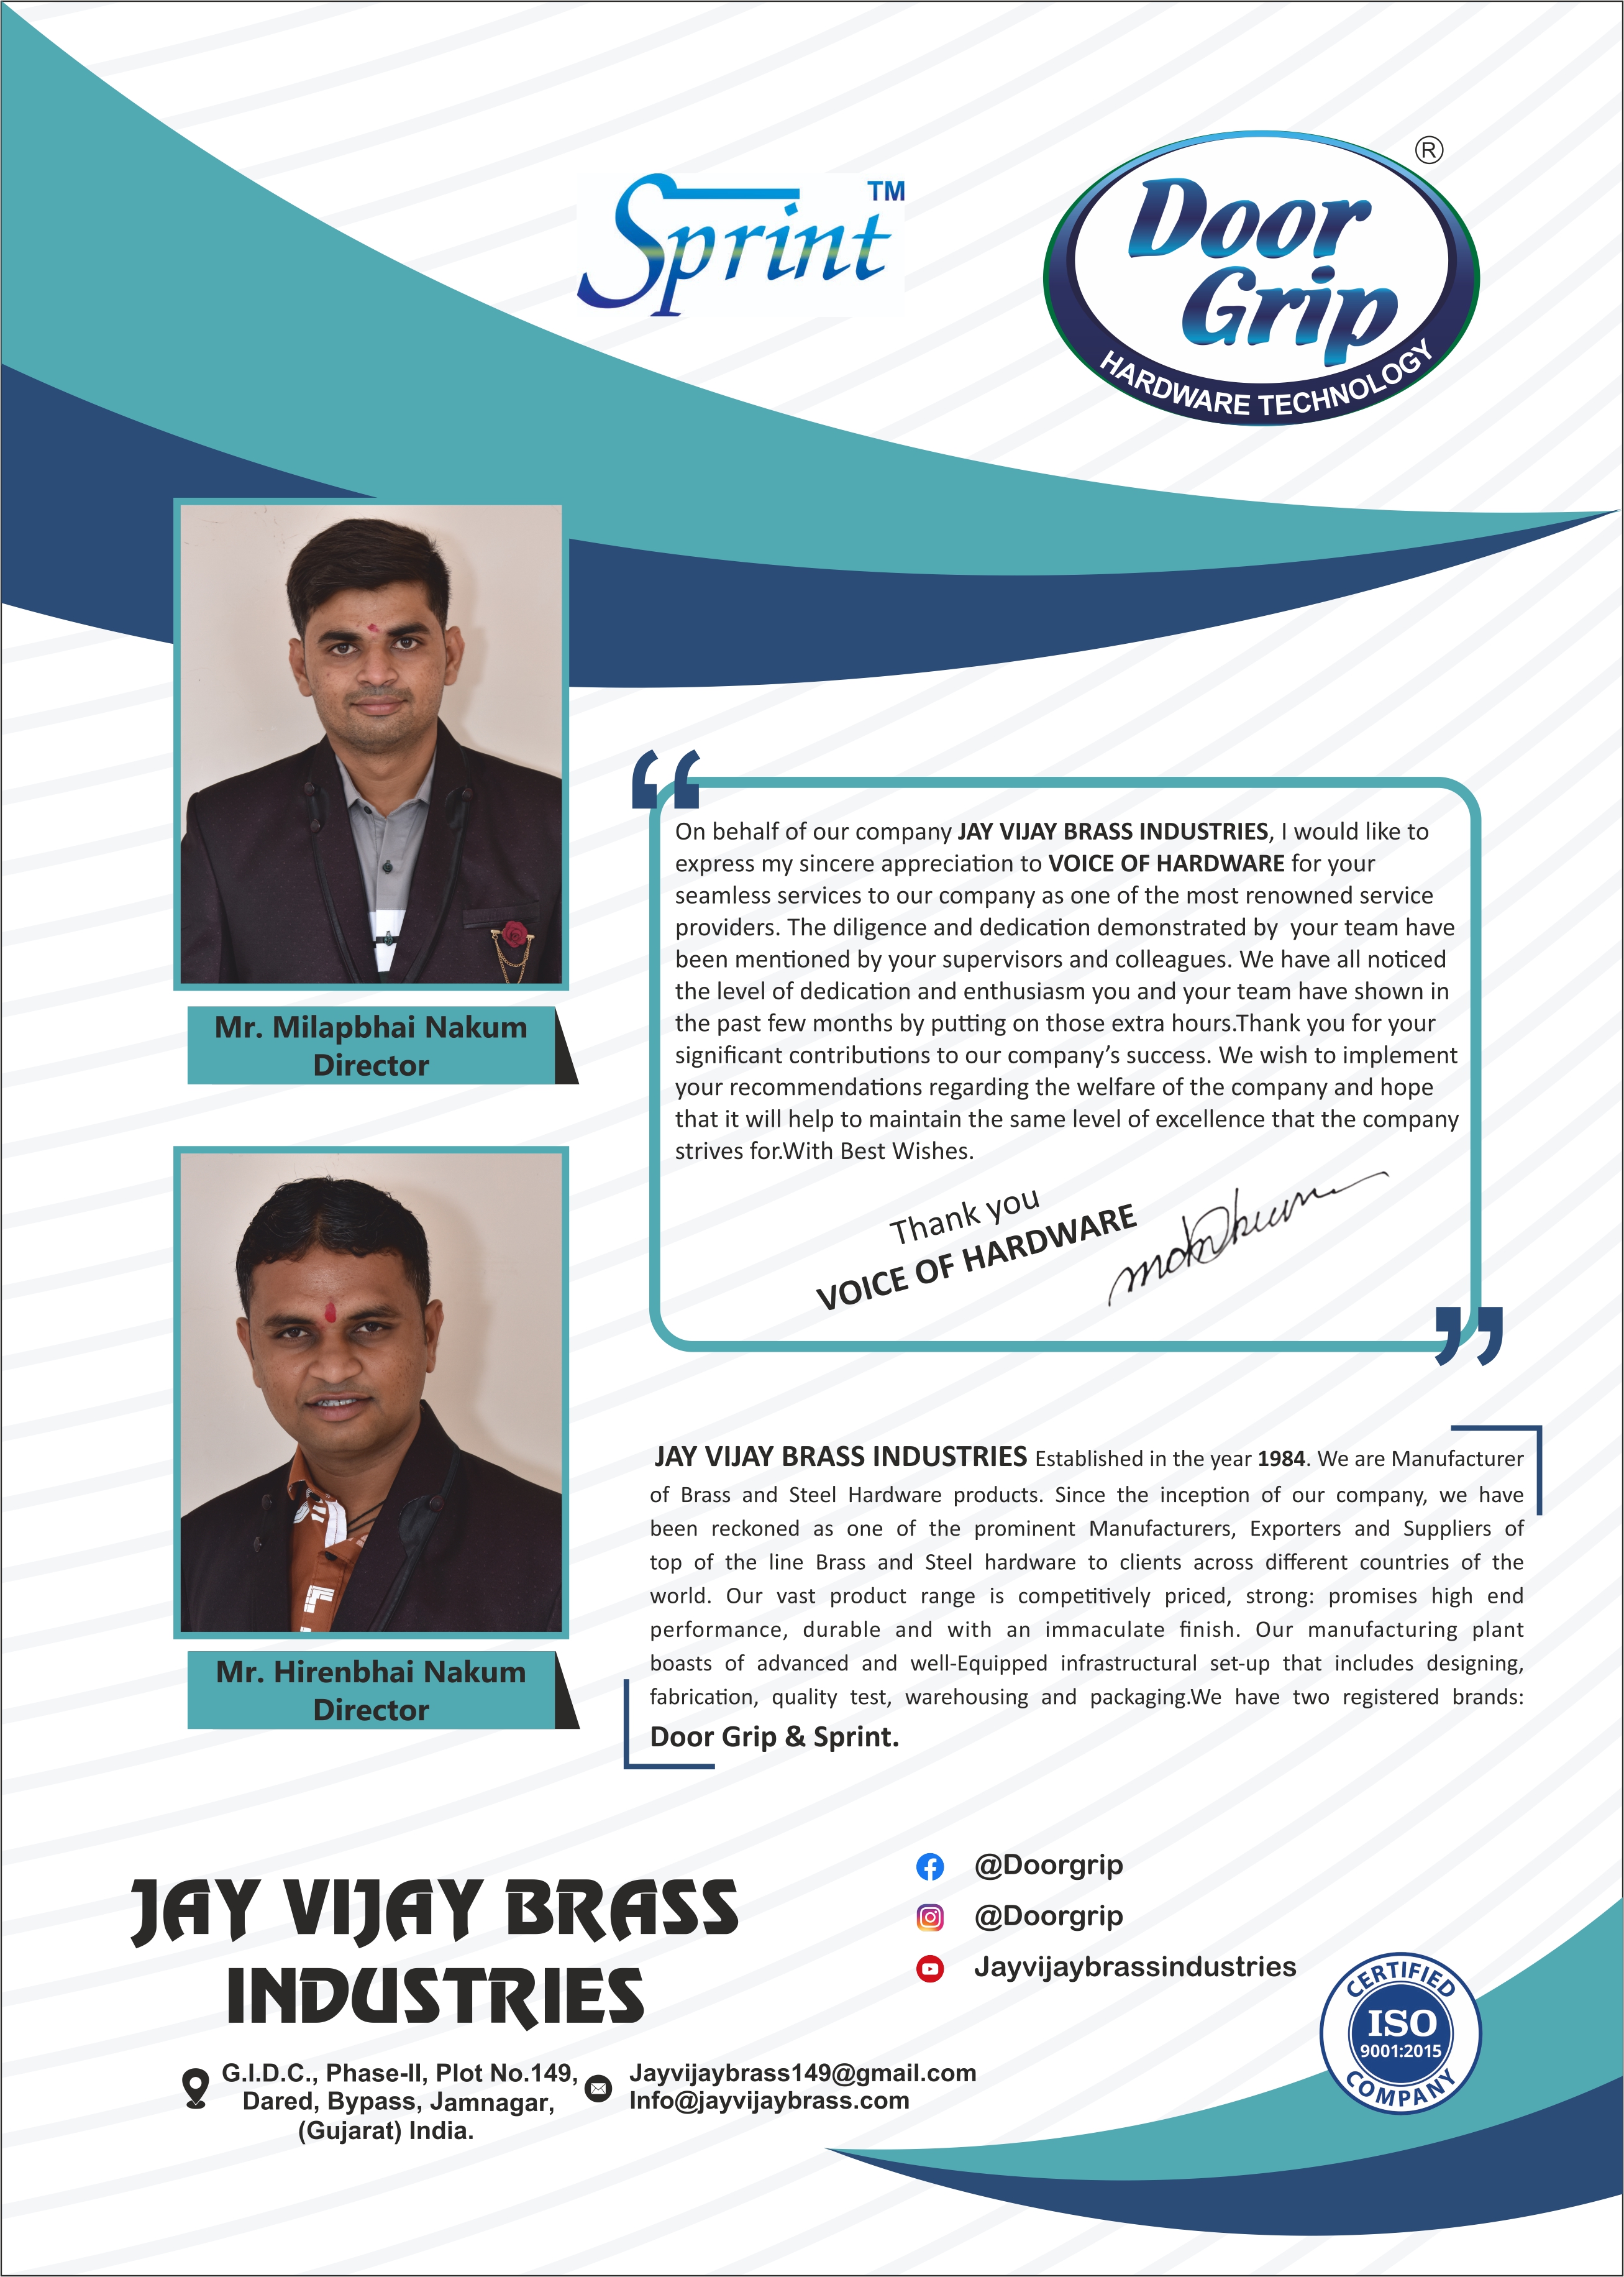 Sprint TM
Door
Grip ®
HARDWARE TECHNOLOGY
Mr. Milapbhai Nakum
Director
On behalf of our company JAY VIJAY BRASS INDUSTRIES, I would like to
express my sincere appreciation to VOICE OF HARDWARE for your
seamless services to our company as one of the most renowned service
providers. The diligence and dedication demonstrated by  your team have
been mentioned by your supervisors and colleagues. We have all noticed
the level of dedication and enthusiasm you and your team have shown in
the past few months by putting on those extra hours.Thank you for your
significant contributions to our company's success. We wish to implement
your recommendations regarding the welfare of the company and hope
that it will help to maintain the same level of excellence that the company
strives for.With Best Wishes.
Thank you
VOICE OF HARDWARE
Mr. Hirenbhai Nakum
Director
JAY VIJAY BRASS INDUSTRIES Established in the year 1984. We are Manufacturer
of Brass and Steel Hardware products. Since the inception of our company, we have
been reckoned as one of the prominent Manufacturers, Exporters and Suppliers of
top of the line Brass and Steel hardware to clients across different countries of the
world. Our vast product range is competitively priced, strong: promises high end
performance, durable and with an immaculate finish. Our manufacturing plant
boasts of advanced and well-Equipped infrastructural set-up that includes designing,
fabrication, quality test, warehousing and packaging.We have two registered brands:
Door Grip & Sprint.
JAY VIJAY BRASS
INDUSTRIES
G.I.D.C., Phase-II, Plot No.149,
Dared, Bypass, Jamnagar,
(Gujarat) India.
Jayvijaybrass149@gmail.com
Info@jayvijaybrass.com
@Doorgrip
@Doorgrip
Jayvijaybrassindustries
CERTIFIED
ISO
9001:2015
COMPANY